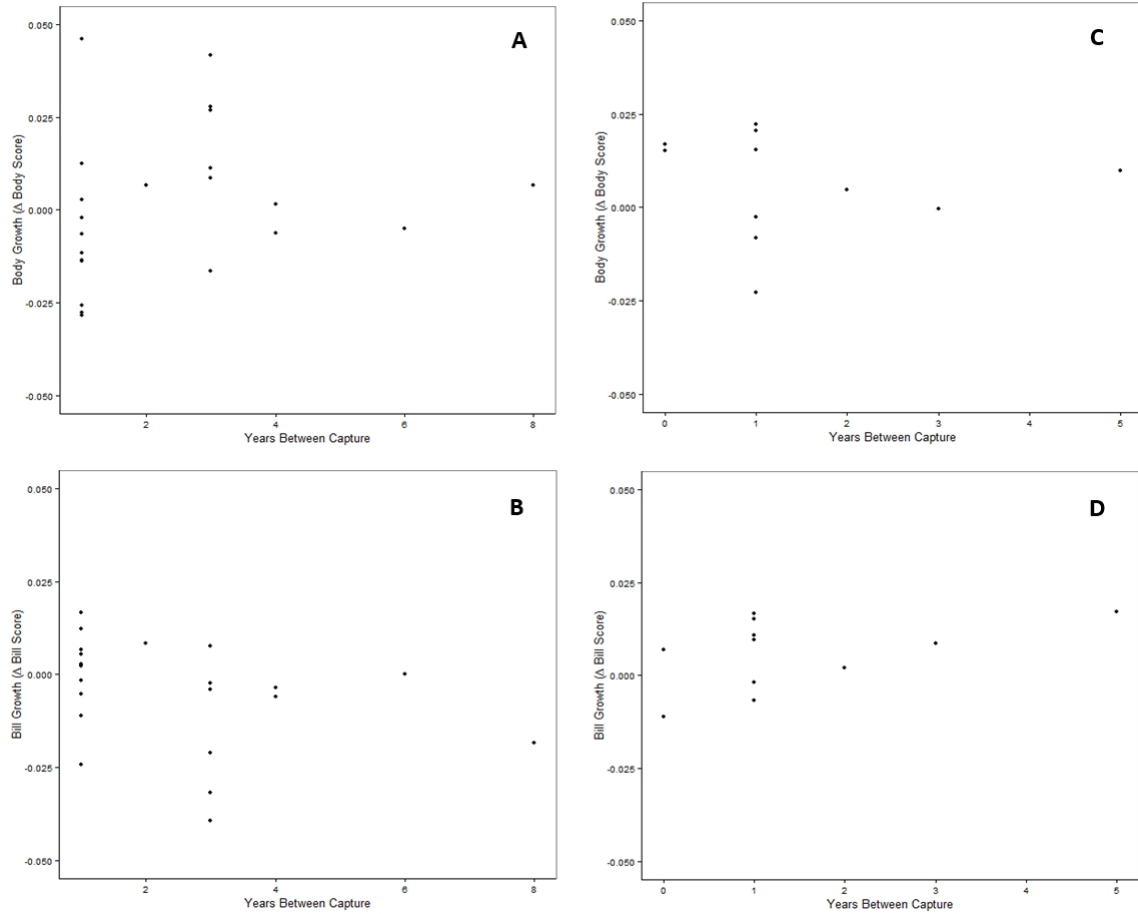 A
0.050
0.025
0.000
-0.025
-0.050
Body Growth (Δ Body Score)
2 4 6 8
Years Between Capture
C
0.050
0.025
0.000
-0.025
-0.050
Body Growth (Δ Body Score)
0 1 2 3 4 5
Years Between Capture
B
0.050
0.025
0.000
-0.025
-0.050
Bill Growth (Δ Bill Score)
2 4 6 8
Years Between Capture
D
0.050
0.025
0.000
-0.025
-0.050
Bill Growth (Δ Bill Score)
0 1 2 3 4 5
Years Between Capture